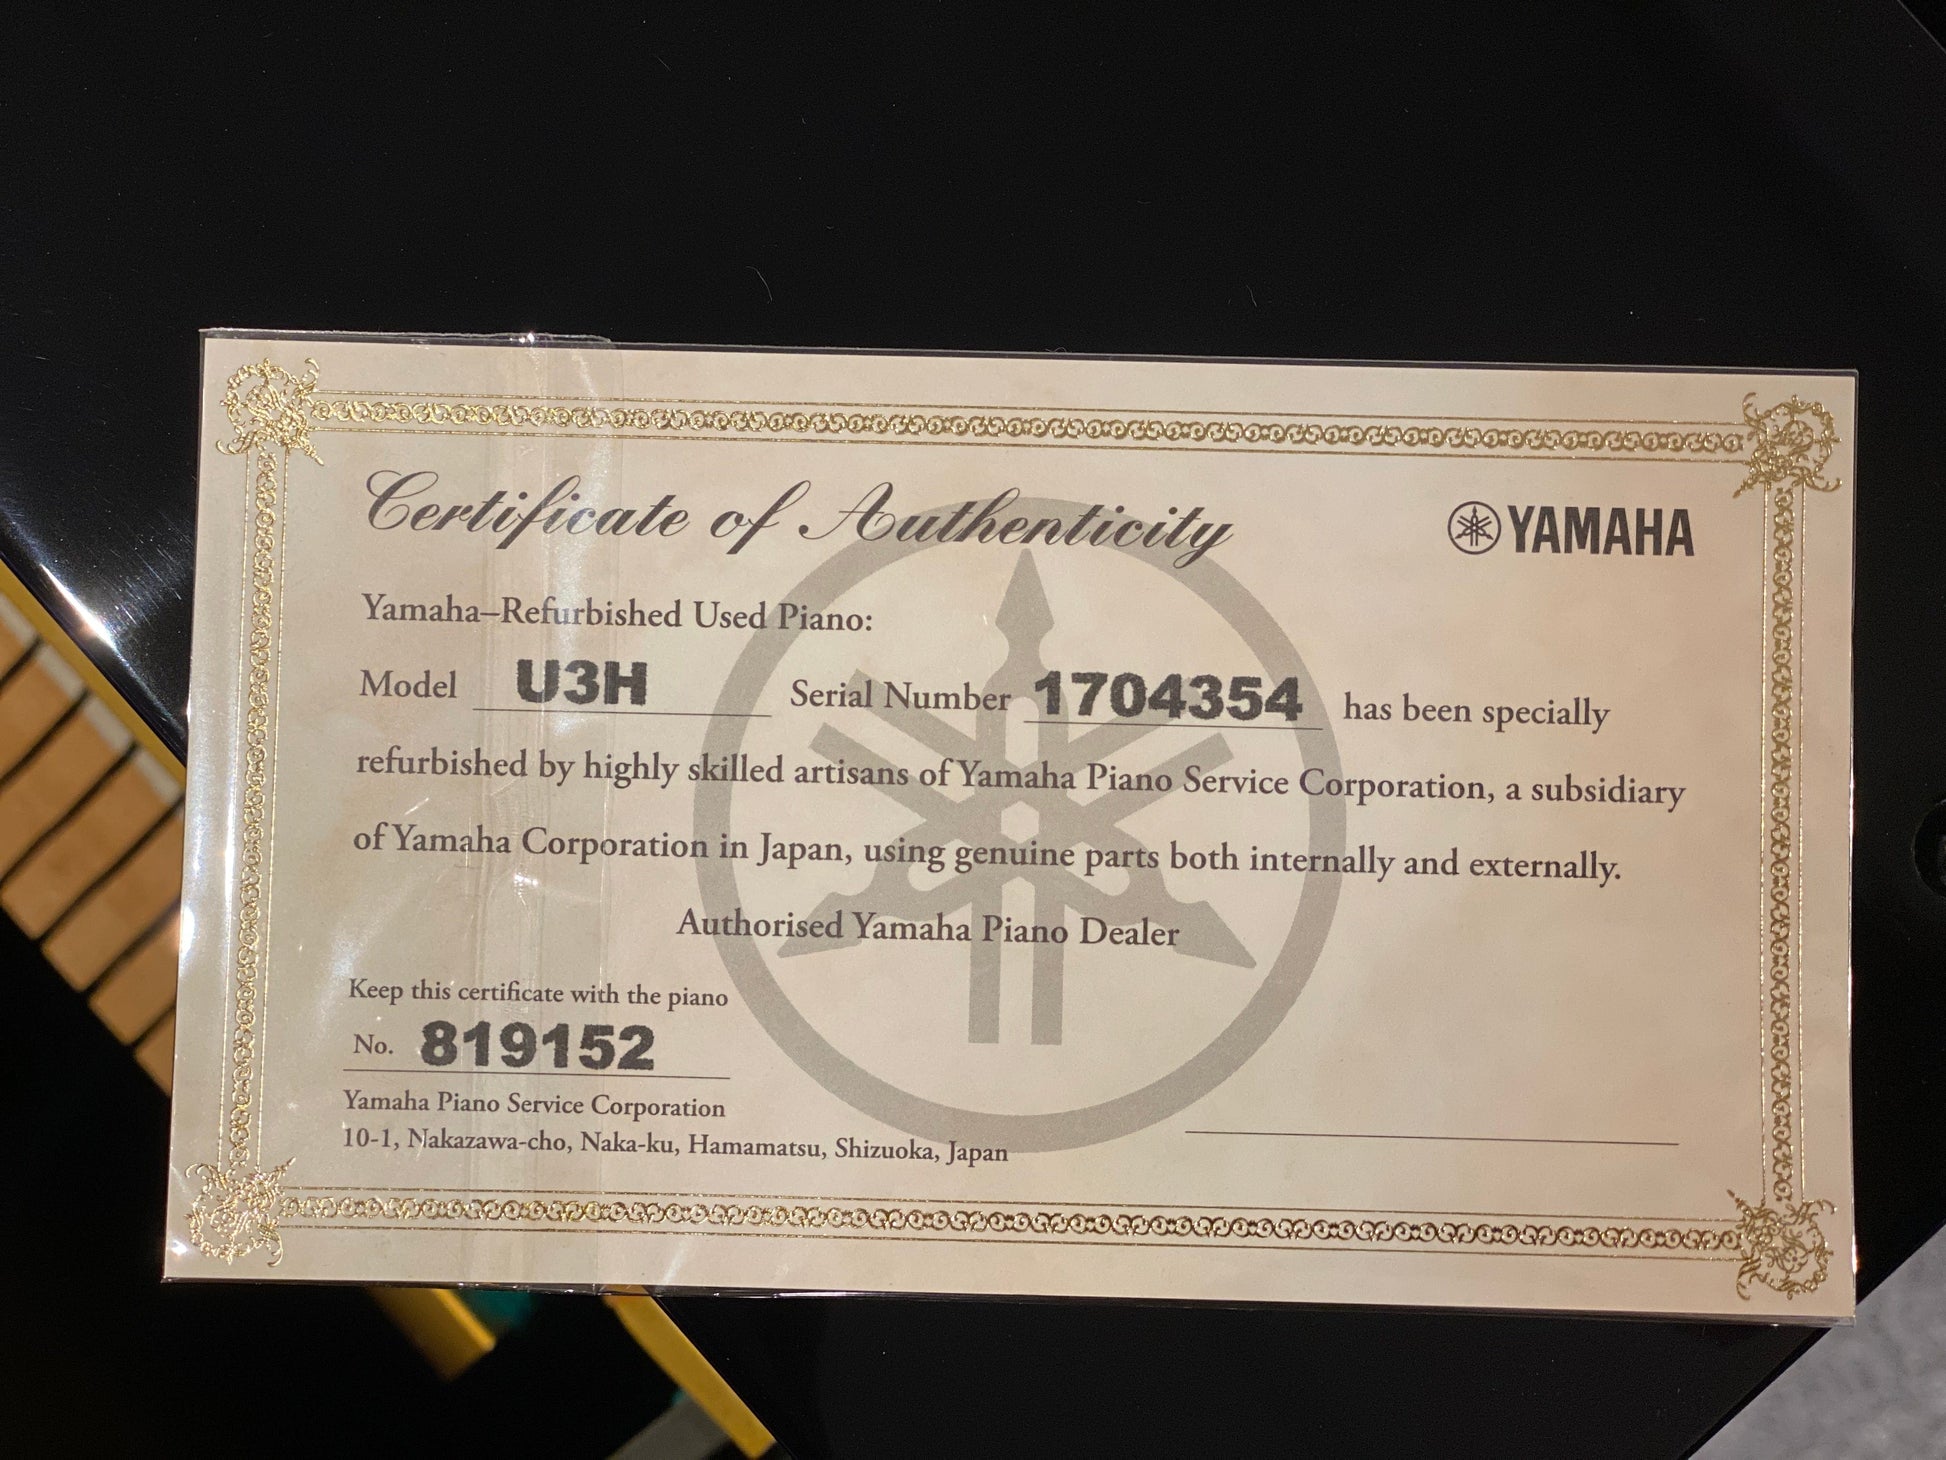 Certificate of Authenticity
YAMAHA
Yamaha–Refurbished Used Piano:
Model U3H Serial Number 1704354 has been specially
refurbished by highly skilled artisans of Yamaha Piano Service Corporation, a subsidiary
of Yamaha Corporation in Japan, using genuine parts both internally and externally.
Authorised Yamaha Piano Dealer
Keep this certificate with the piano
No. 819152
Yamaha Piano Service Corporation
10-1, Nakazawa-cho, Naka-ku, Hamamatsu, Shizuoka, Japan